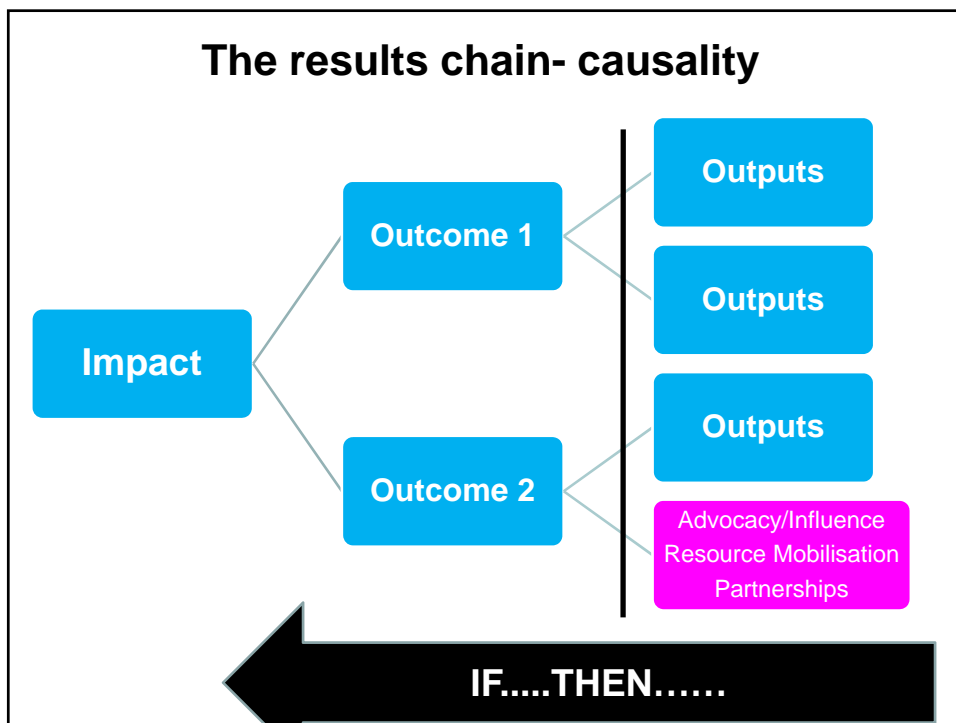 The results chain- causality
Outputs
Outcome 1
Outputs
Impact
Outputs
Outcome 2
Advocacy/Influence
Resource Mobilisation
Partnerships
IF.....THEN……